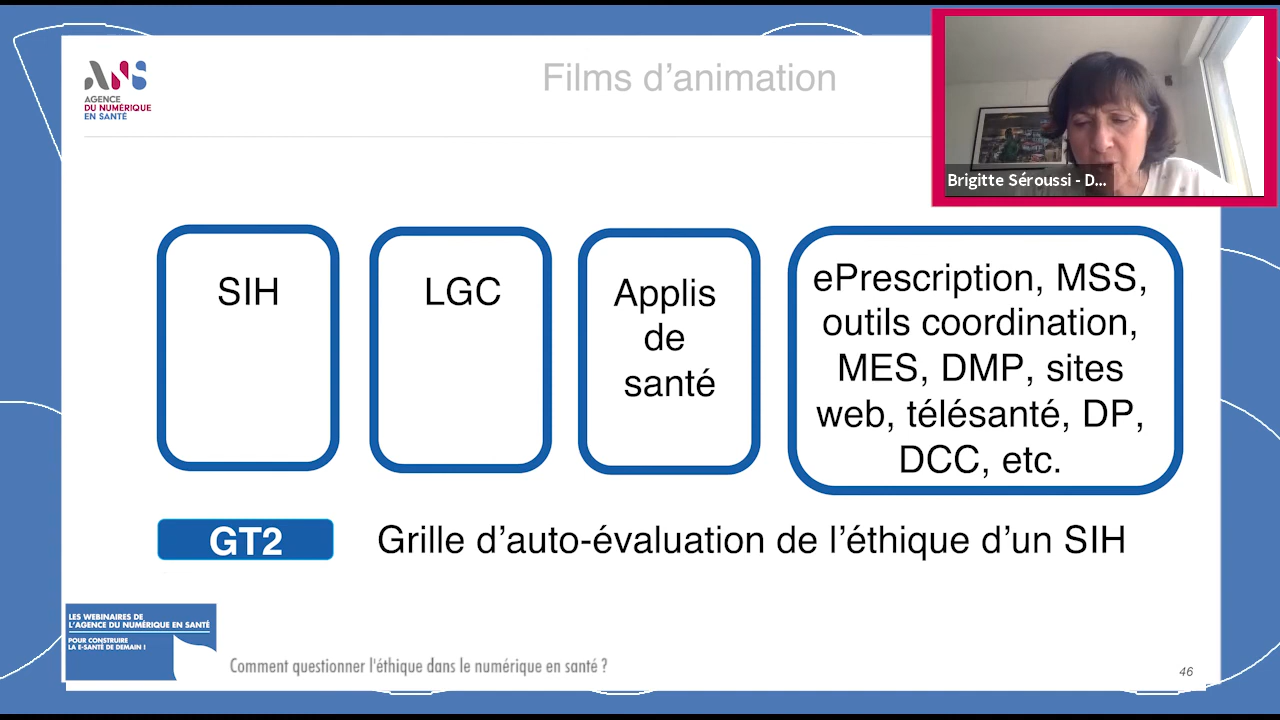 ANS
AGENCE
DU NUMÉRIQUE
EN SANTÉ
Films d’animation
Brigitte Séroussi - D...
SIH
LGC
Applis
de
santé
ePrescription, MSS,
outils coordination,
MES, DMP, sites
web, télésanté, DP,
DCC, etc.
GT2
Grille d’auto-évaluation de l’éthique d’un SIH
LES WEBINAIRES DE
L’AGENCE DU NUMÉRIQUE EN SANTÉ
POUR CONSTRUIRE
LA E-SANTÉ DE DEMAIN !
Comment questionner l'éthique dans le numérique en santé ?
46